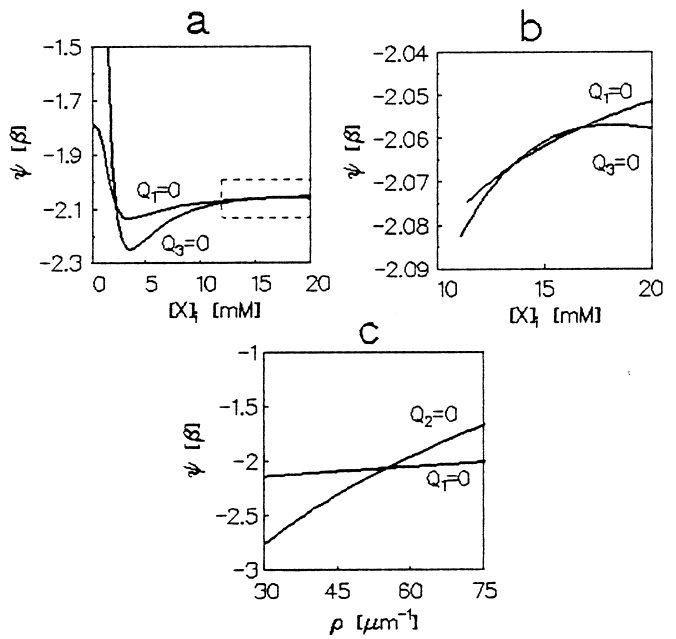 a
ψ [β]
-1.5
-1.7
-1.9
-2.1
-2.3
Q₁=0
Q₃=0
0 5 10 15 20
[X]ᵢ [mM]
b
ψ [β]
-2.04
-2.05
-2.06
-2.07
-2.08
-2.09
Q₁=0
Q₃=0
10 15 20
[X]ᵢ [mM]
c
ψ [β]
-1
-1.5
-2
-2.5
-3
Q₂=0
Q₁=0
30 45 60 75
ρ [μm⁻¹]